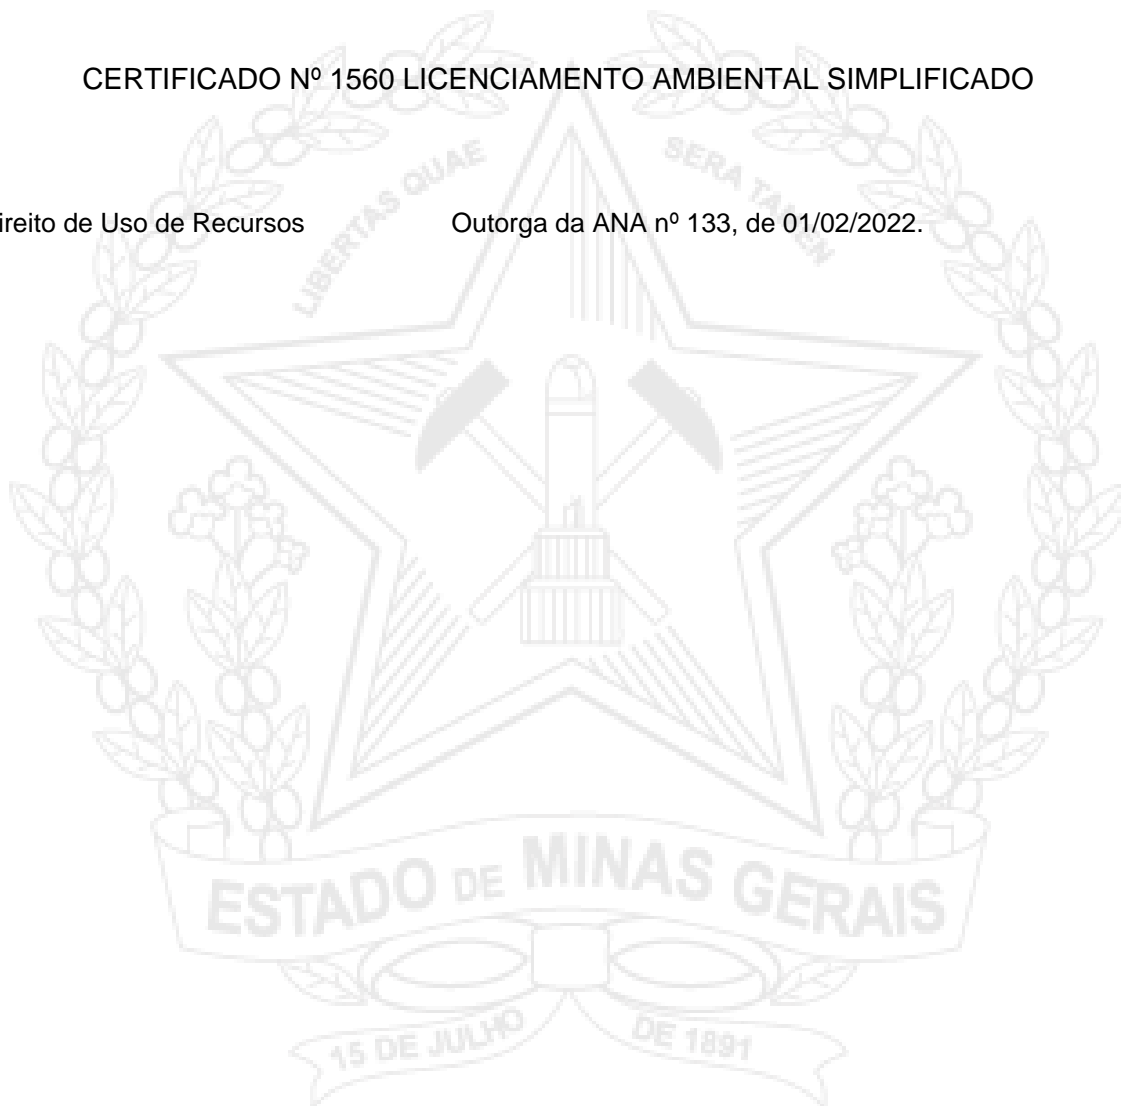 CERTIFICADO Nº 1560 LICENCIAMENTO AMBIENTAL SIMPLIFICADO
LIBERTAS QUAE SERA TAMEN
ireito de Uso de Recursos Outorga da ANA nº 133, de 01/02/2022.
ESTADO DE MINAS GERAIS
15 DE JULHO DE 1891